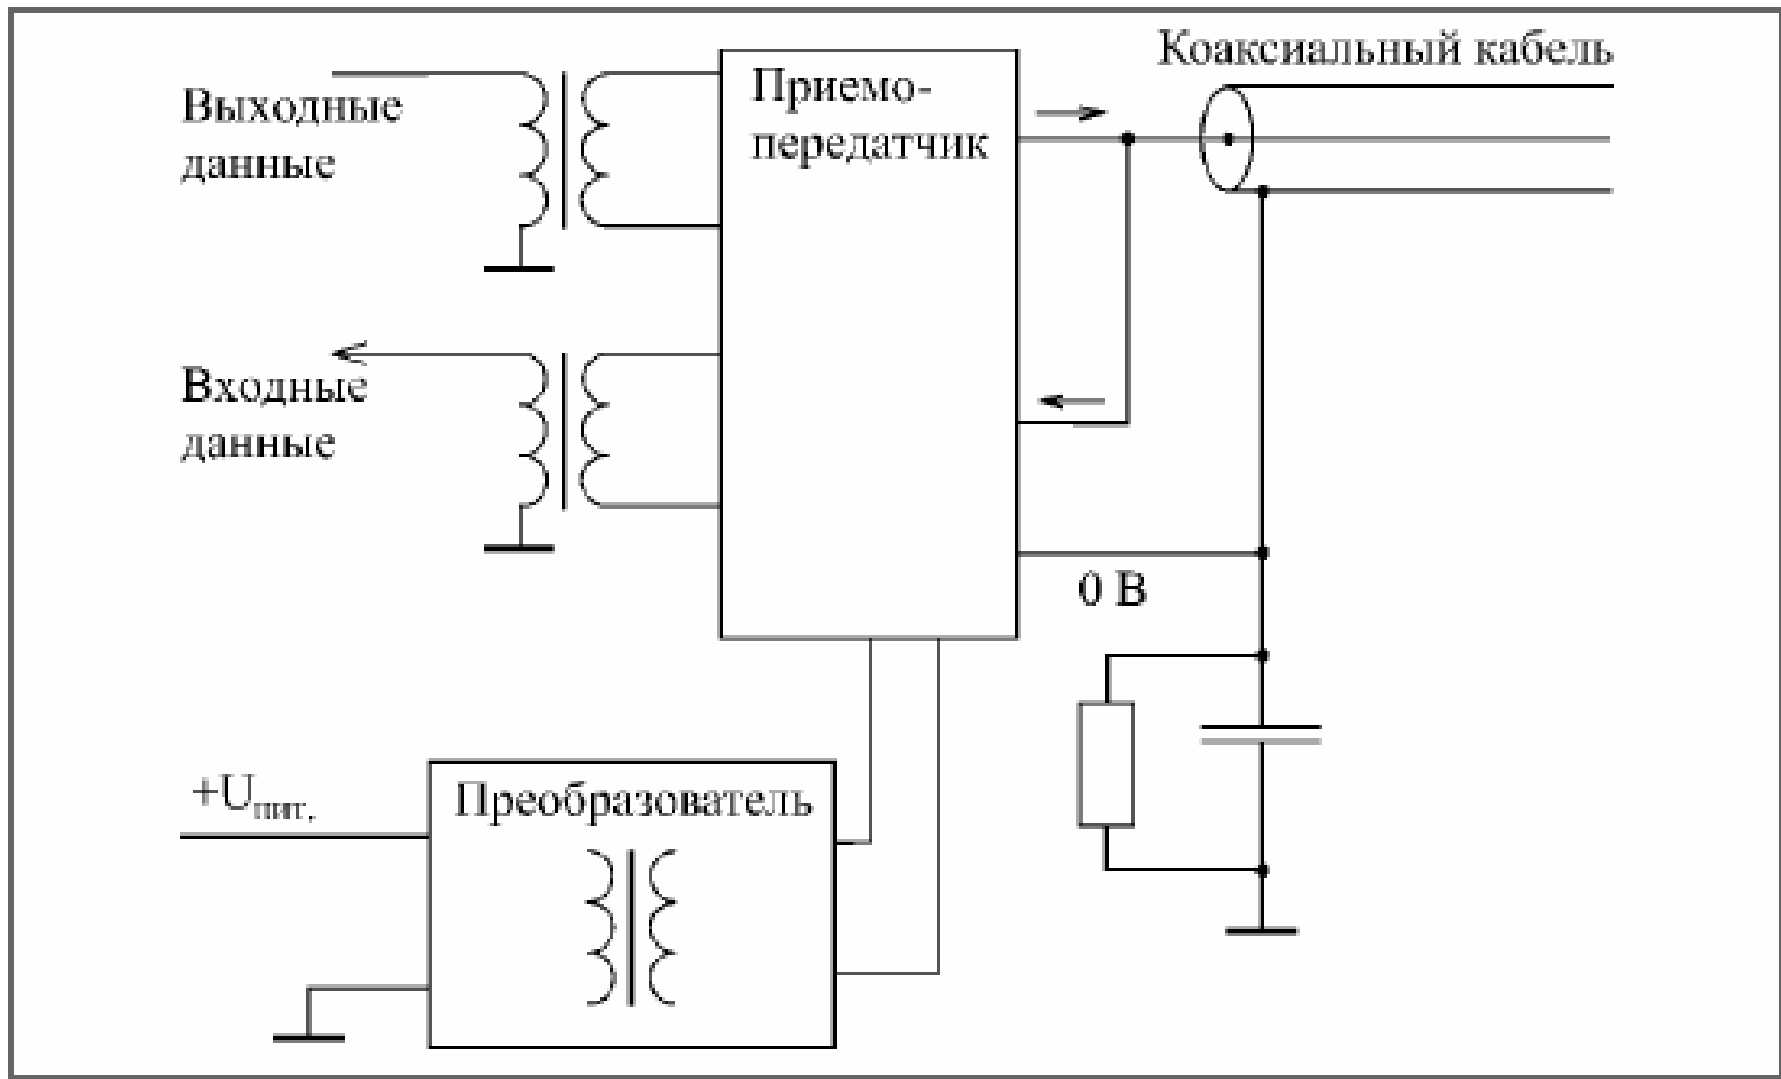 Коаксиальный кабель
Приемо-
передатчик
Выходные
данные
Входные
данные
0 В
+Uпит.
Преобразователь